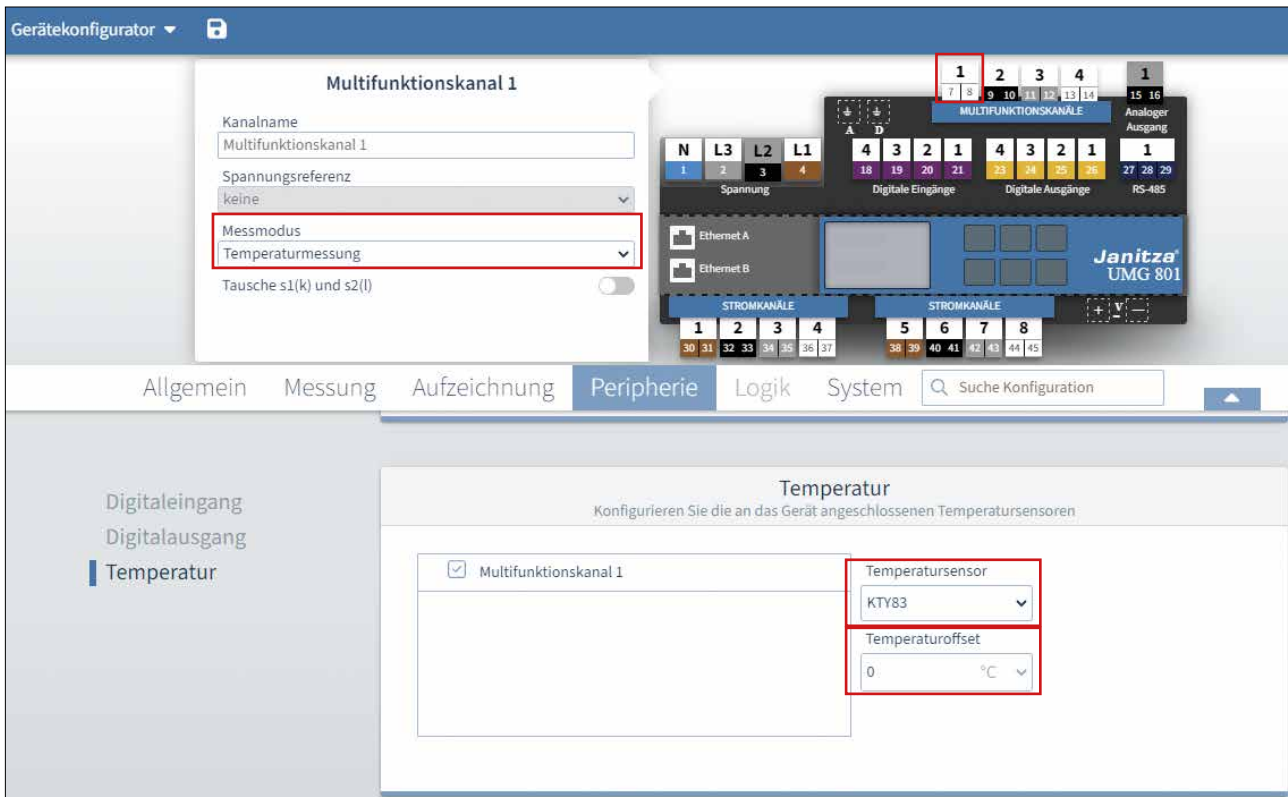 Gerätekonfigurator
Multifunktionskanal 1
Kanalname
Multifunktionskanal 1
Spannungsreferenz
keine
Messmodus
Temperaturmessung
Tausche s1(k) und s2(l)
1 2 3 4 1
7 8 9 10 11 12 13 14 15 16
MULTIFUNKTIONSKANÄLE
Analoger
Ausgang
A D
N L3 L2 L1 4 3 2 1 4 3 2 1 1
1 2 3 4 18 19 20 21 23 24 25 26 27 28 29
Spannung Digitale Eingänge Digitale Ausgänge RS-485
Ethernet A
Ethernet B
Janitza®
UMG 801
STROMKANÄLE STROMKANÄLE
+ V −
1 2 3 4 5 6 7 8
30 31 32 33 34 35 36 37 38 39 40 41 42 43 44 45
Allgemein Messung Aufzeichnung Peripherie Logik System Suche Konfiguration
Digitaleingang
Digitalausgang
Temperatur
Temperatur
Konfigurieren Sie die an das Gerät angeschlossenen Temperatursensoren
Multifunktionskanal 1
Temperatursensor
KTY83
Temperaturoffset
0 °C